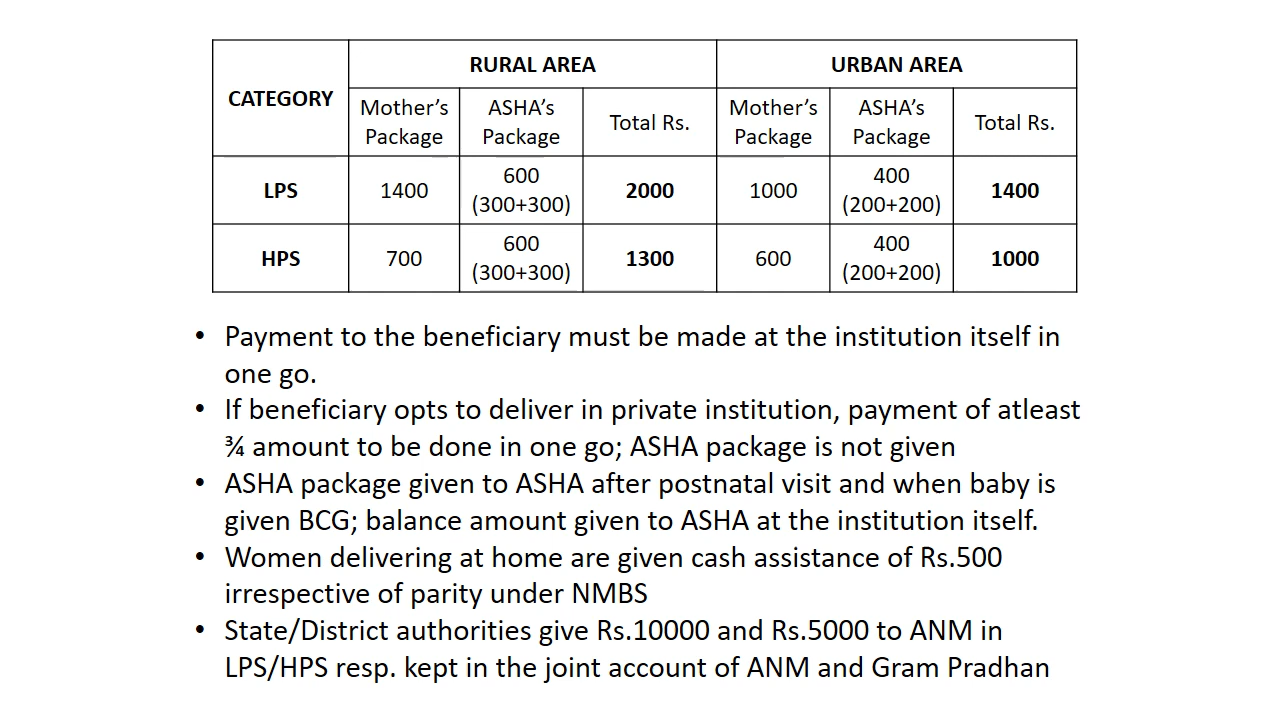 CATEGORY
RURAL AREA
URBAN AREA
Mother’s Package
ASHA’s Package
Total Rs.
Mother’s Package
ASHA’s Package
Total Rs.
LPS
1400
600
(300+300)
2000
1000
400
(200+200)
1400
HPS
700
600
(300+300)
1300
600
400
(200+200)
1000
• Payment to the beneficiary must be made at the institution itself in
one go.
• If beneficiary opts to deliver in private institution, payment of atleast
¾ amount to be done in one go; ASHA package is not given
• ASHA package given to ASHA after postnatal visit and when baby is
given BCG; balance amount given to ASHA at the institution itself.
• Women delivering at home are given cash assistance of Rs.500
irrespective of parity under NMBS
• State/District authorities give Rs.10000 and Rs.5000 to ANM in
LPS/HPS resp. kept in the joint account of ANM and Gram Pradhan